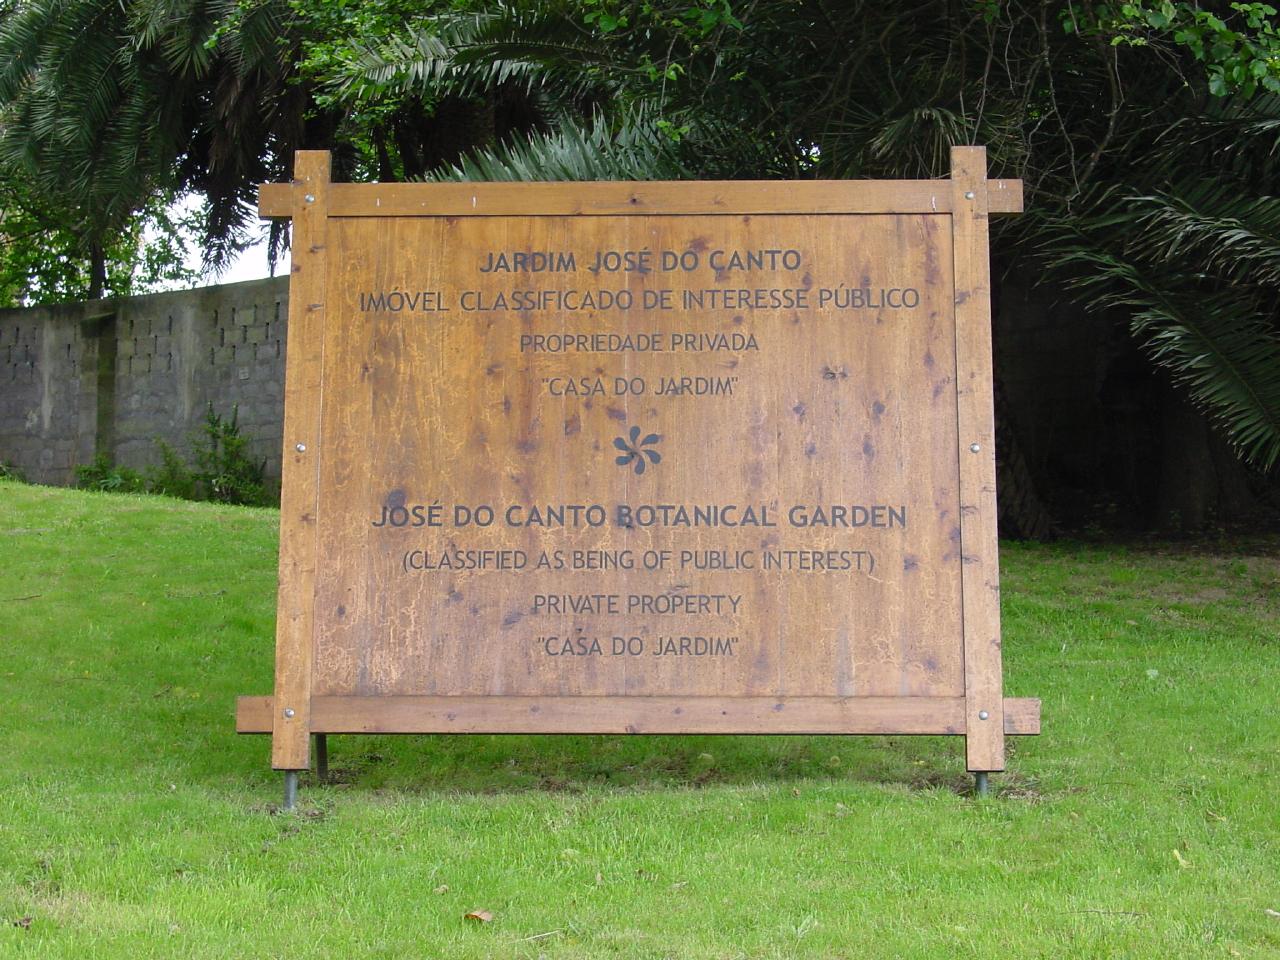 JARDIM JOSÉ DO CANTO
IMÓVEL CLASSIFICADO DE INTERESSE PÚBLICO
PROPRIEDADE PRIVADA
"CASA DO JARDIM"
JOSÉ DO CANTO BOTANICAL GARDEN
(CLASSIFIED AS BEING OF PUBLIC INTEREST)
PRIVATE PROPERTY
"CASA DO JARDIM"